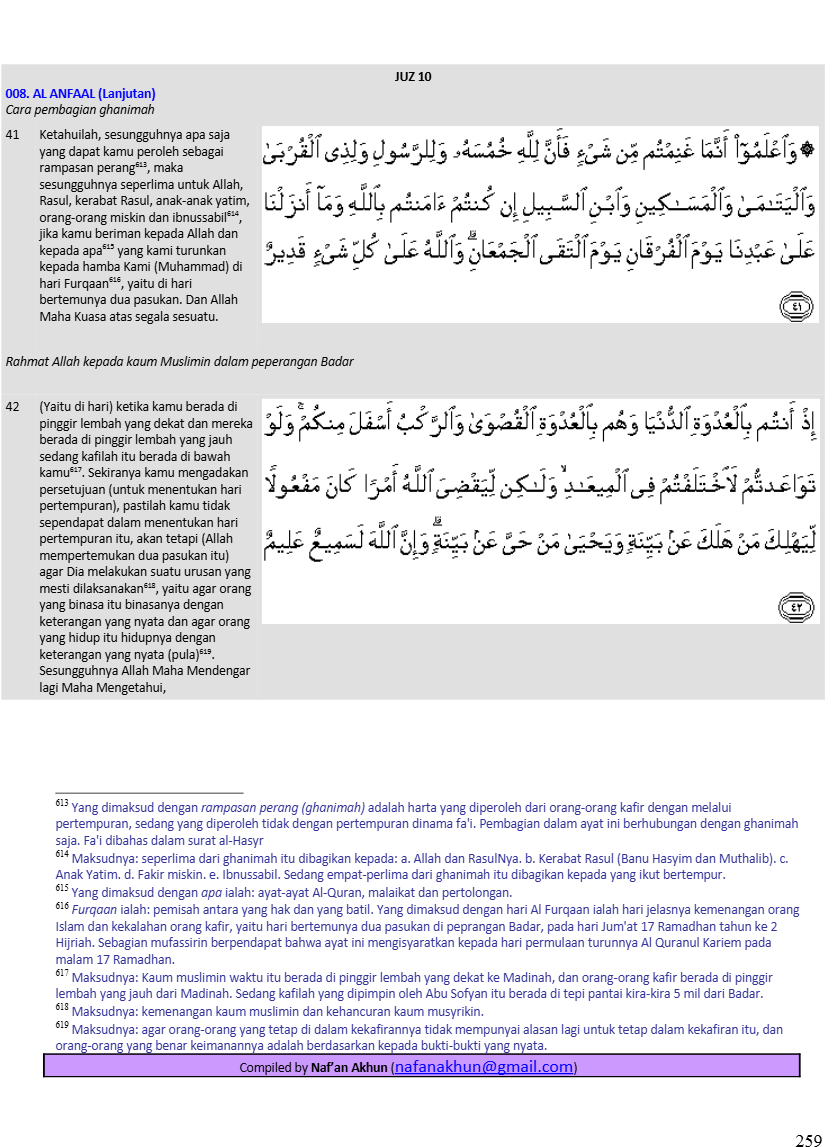 JUZ 10
008. AL ANFAAL (Lanjutan)
Cara pembagian ghanimah
41 Ketahuilah, sesungguhnya apa saja
yang dapat kamu peroleh sebagai
rampasan perang⁶¹³, maka
sesungguhnya seperlima untuk Allah,
Rasul, kerabat Rasul, anak-anak yatim,
orang-orang miskin dan ibnussabil⁶¹⁴,
jika kamu beriman kepada Allah dan
kepada apa⁶¹⁵ yang kami turunkan
kepada hamba Kami (Muhammad) di
hari Furqaan⁶¹⁶, yaitu di hari
bertemunya dua pasukan. Dan Allah
Maha Kuasa atas segala sesuatu.
۞ وَٱعْلَمُوٓا۟ أَنَّمَا غَنِمْتُم مِّن شَىْءٍ فَأَنَّ لِلَّهِ خُمُسَهُۥ وَلِلرَّسُولِ وَلِذِى ٱلْقُرْبَىٰ
وَٱلْيَتَـٰمَىٰ وَٱلْمَسَـٰكِينِ وَٱبْنِ ٱلسَّبِيلِ إِن كُنتُمْ ءَامَنتُم بِٱللَّهِ وَمَآ أَنزَلْنَا
عَلَىٰ عَبْدِنَا يَوْمَ ٱلْفُرْقَانِ يَوْمَ ٱلْتَقَى ٱلْجَمْعَانِ ۗ وَٱللَّهُ عَلَىٰ كُلِّ شَىْءٍ قَدِيرٌ
٤١
Rahmat Allah kepada kaum Muslimin dalam peperangan Badar
42 (Yaitu di hari) ketika kamu berada di
pinggir lembah yang dekat dan mereka
berada di pinggir lembah yang jauh
sedang kafilah itu berada di bawah
kamu⁶¹⁷. Sekiranya kamu mengadakan
persetujuan (untuk menentukan hari
pertempuran), pastilah kamu tidak
sependapat dalam menentukan hari
pertempuran itu, akan tetapi (Allah
mempertemukan dua pasukan itu)
agar Dia melakukan suatu urusan yang
mesti dilaksanakan⁶¹⁸, yaitu agar orang
yang binasa itu binasanya dengan
keterangan yang nyata dan agar orang
yang hidup itu hidupnya dengan
keterangan yang nyata (pula)⁶¹⁹.
Sesungguhnya Allah Maha Mendengar
lagi Maha Mengetahui,
إِذْ أَنتُم بِٱلْعُدْوَةِ ٱلدُّنْيَا وَهُم بِٱلْعُدْوَةِ ٱلْقُصْوَىٰ وَٱلرَّكْبُ أَسْفَلَ مِنكُمْ ۚ وَلَوْ
تَوَاعَدتُّمْ لَٱخْتَلَفْتُمْ فِى ٱلْمِيعَـٰدِ ۙ وَلَـٰكِن لِّيَقْضِىَ ٱللَّهُ أَمْرًا كَانَ مَفْعُولًا
لِّيَهْلِكَ مَنْ هَلَكَ عَنۢ بَيِّنَةٍ وَيَحْيَىٰ مَنْ حَىَّ عَنۢ بَيِّنَةٍ ۗ وَإِنَّ ٱللَّهَ لَسَمِيعٌ عَلِيمٌ
٤٢
⁶¹³ Yang dimaksud dengan rampasan perang (ghanimah) adalah harta yang diperoleh dari orang-orang kafir dengan melalui
pertempuran, sedang yang diperoleh tidak dengan pertempuran dinama fa'i. Pembagian dalam ayat ini berhubungan dengan ghanimah
saja. Fa'i dibahas dalam surat al-Hasyr
⁶¹⁴ Maksudnya: seperlima dari ghanimah itu dibagikan kepada: a. Allah dan RasulNya. b. Kerabat Rasul (Banu Hasyim dan Muthalib). c.
Anak Yatim. d. Fakir miskin. e. Ibnussabil. Sedang empat-perlima dari ghanimah itu dibagikan kepada yang ikut bertempur.
⁶¹⁵ Yang dimaksud dengan apa ialah: ayat-ayat Al-Quran, malaikat dan pertolongan.
⁶¹⁶ Furqaan ialah: pemisah antara yang hak dan yang batil. Yang dimaksud dengan hari Al Furqaan ialah hari jelasnya kemenangan orang
Islam dan kekalahan orang kafir, yaitu hari bertemunya dua pasukan di peprangan Badar, pada hari Jum'at 17 Ramadhan tahun ke 2
Hijriah. Sebagian mufassirin berpendapat bahwa ayat ini mengisyaratkan kepada hari permulaan turunnya Al Quranul Kariem pada
malam 17 Ramadhan.
⁶¹⁷ Maksudnya: Kaum muslimin waktu itu berada di pinggir lembah yang dekat ke Madinah, dan orang-orang kafir berada di pinggir
lembah yang jauh dari Madinah. Sedang kafilah yang dipimpin oleh Abu Sofyan itu berada di tepi pantai kira-kira 5 mil dari Badar.
⁶¹⁸ Maksudnya: kemenangan kaum muslimin dan kehancuran kaum musyrikin.
⁶¹⁹ Maksudnya: agar orang-orang yang tetap di dalam kekafirannya tidak mempunyai alasan lagi untuk tetap dalam kekafiran itu, dan
orang-orang yang benar keimanannya adalah berdasarkan kepada bukti-bukti yang nyata.
Compiled by Naf'an Akhun (nafanakhun@gmail.com)
259